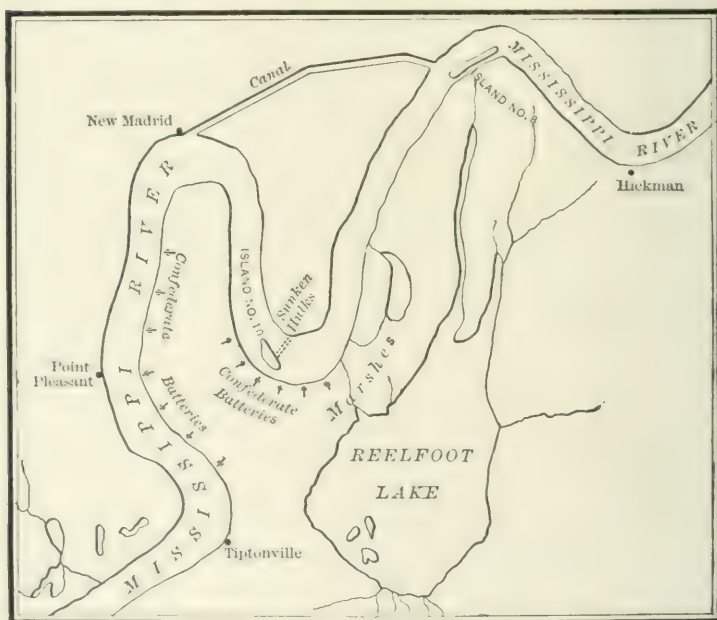 MISSISSIPPI
RIVER
Canal
ISLAND NO. 8
New Madrid
Hickman
MISSISSIPPI RIVER
Confederate
Batteries
ISLAND NO. 10
Sunken
Hulks
Point
Pleasant
Confederate
Batteries
Marshes
REELFOOT
LAKE
Tiptonville